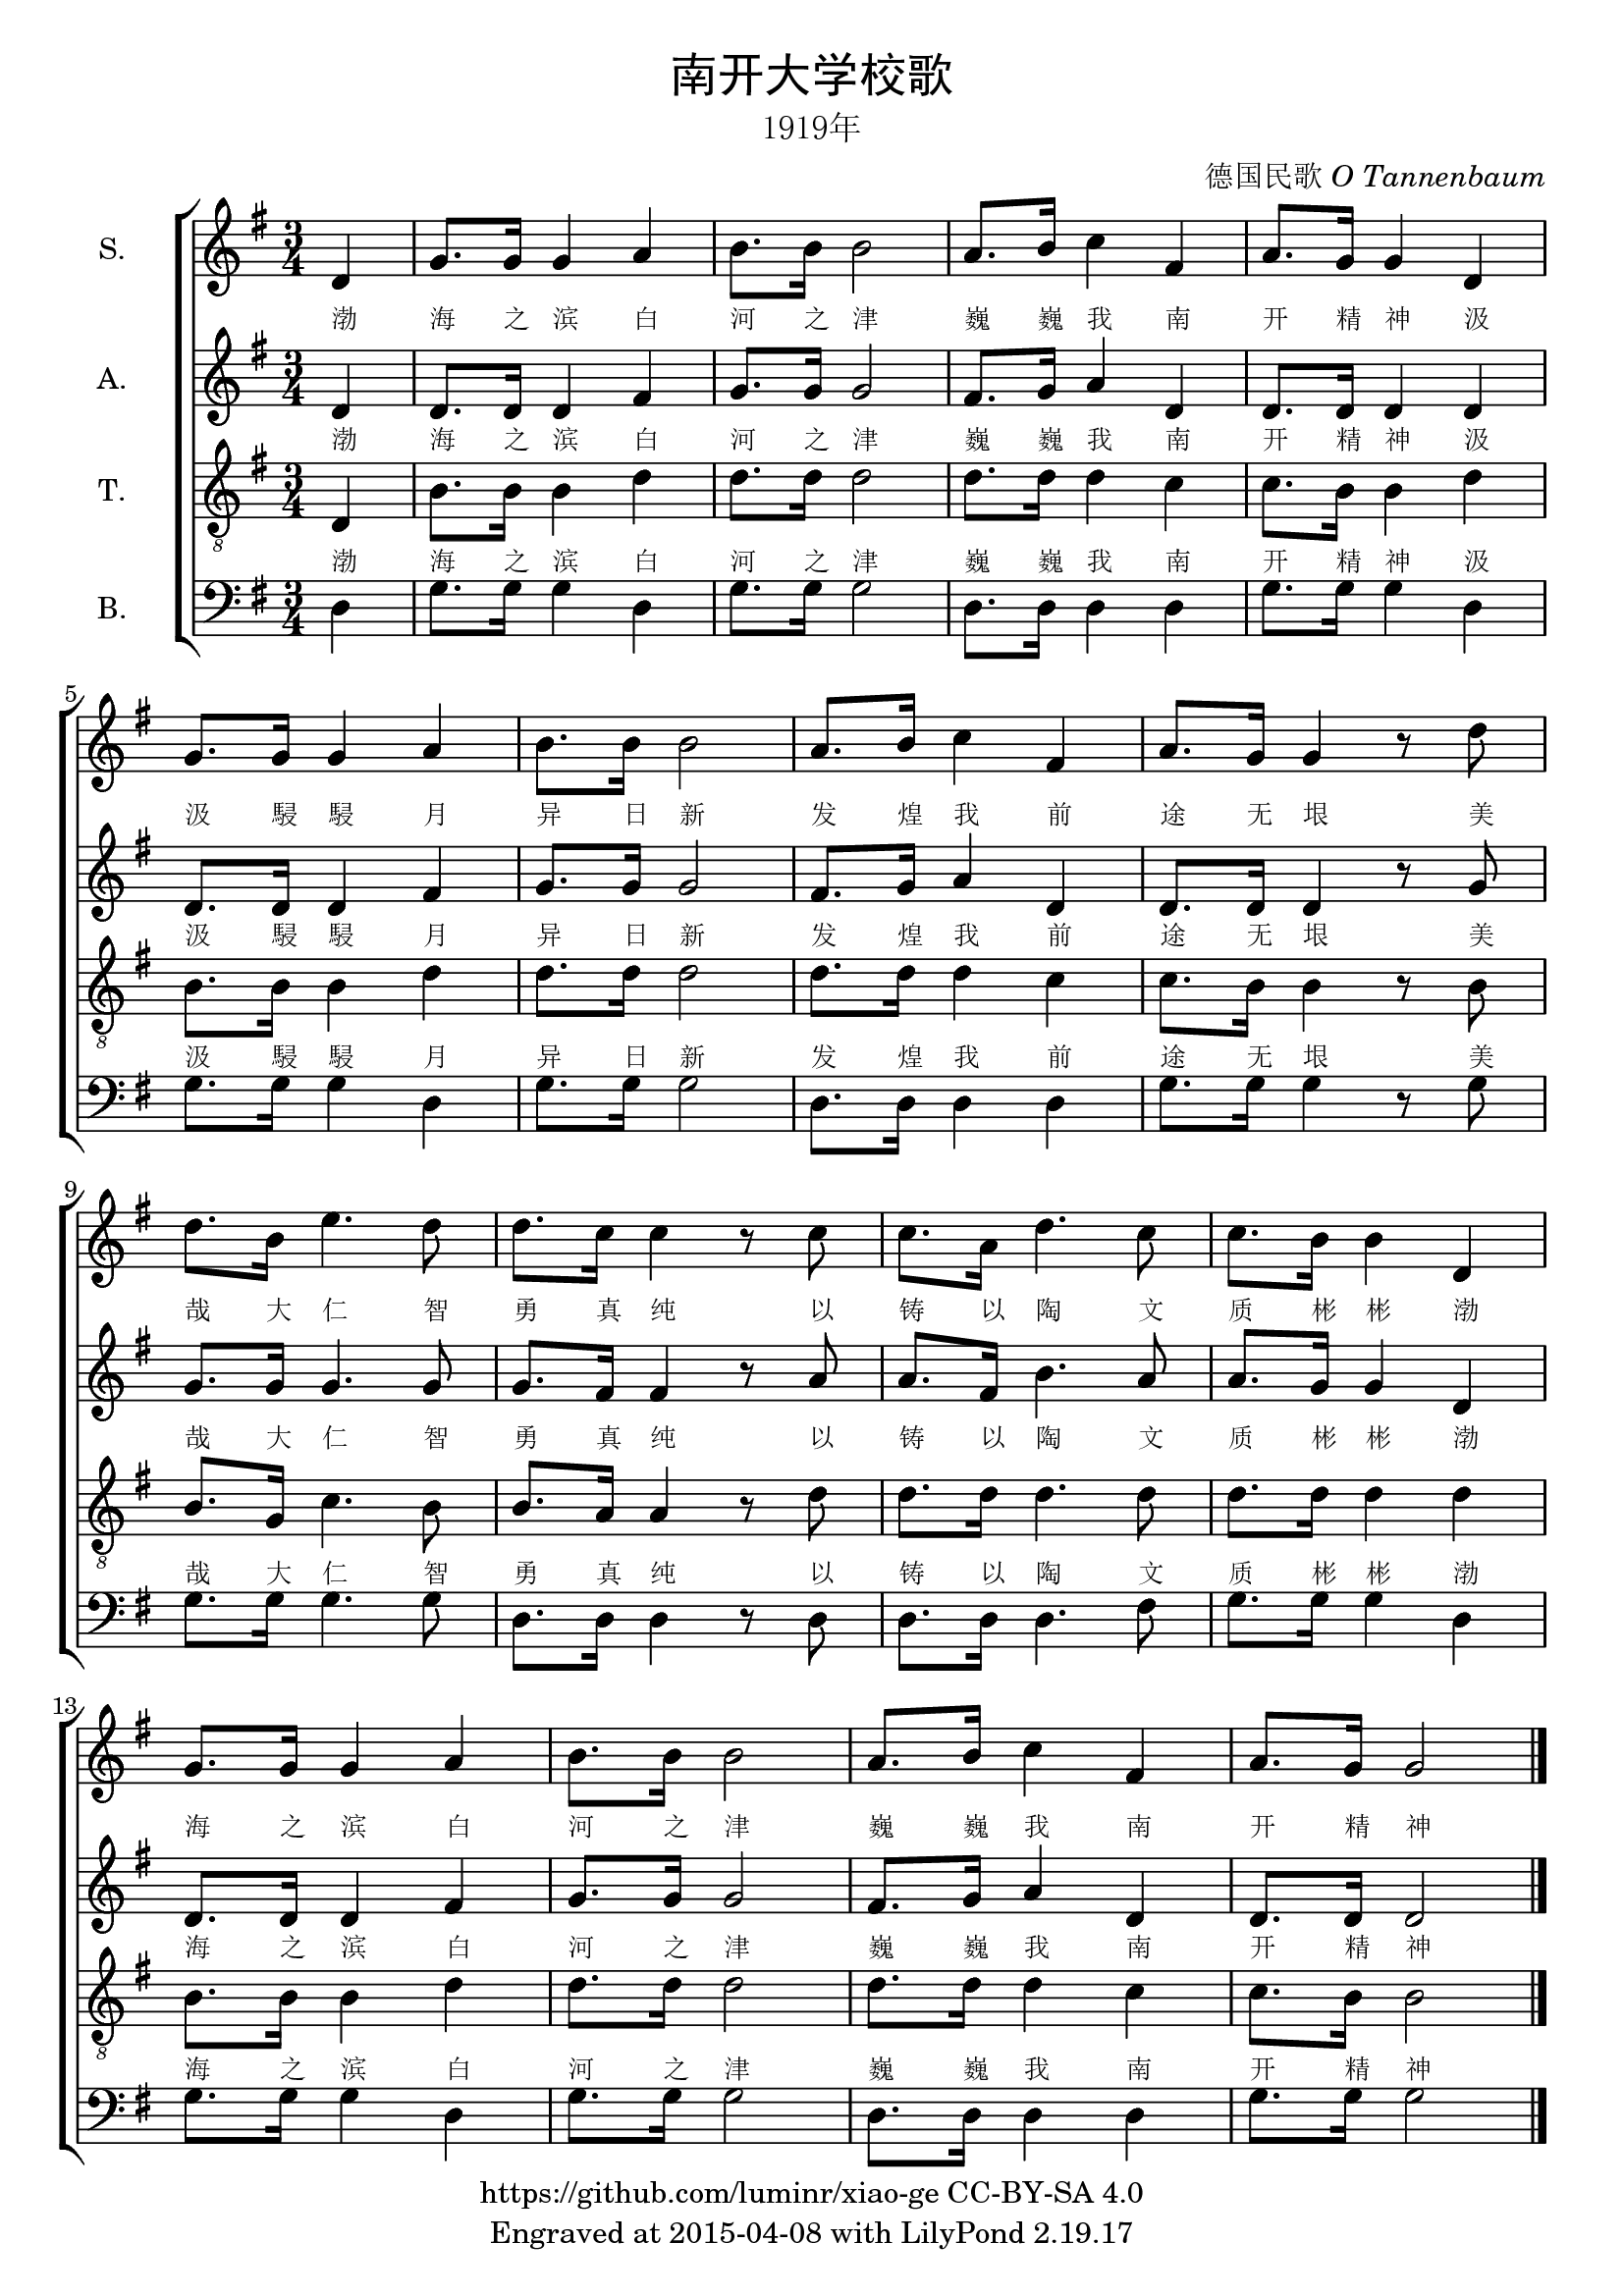 南开大学校歌
1919年
德国民歌 O Tannenbaum
S.
渤 海 之 滨 白 河 之 津 巍 巍 我 南 开 精 神 汲
A.
渤 海 之 滨 白 河 之 津 巍 巍 我 南 开 精 神 汲
T.
8
渤 海 之 滨 白 河 之 津 巍 巍 我 南 开 精 神 汲
B.
5
汲 駸 駸 月 异 日 新 发 煌 我 前 途 无 垠 美
汲 駸 駸 月 异 日 新 发 煌 我 前 途 无 垠 美
8
汲 駸 駸 月 异 日 新 发 煌 我 前 途 无 垠 美
9
哉 大 仁 智 勇 真 纯 以 铸 以 陶 文 质 彬 彬 渤
哉 大 仁 智 勇 真 纯 以 铸 以 陶 文 质 彬 彬 渤
8
哉 大 仁 智 勇 真 纯 以 铸 以 陶 文 质 彬 彬 渤
13
海 之 滨 白 河 之 津 巍 巍 我 南 开 精 神
海 之 滨 白 河 之 津 巍 巍 我 南 开 精 神
8
海 之 滨 白 河 之 津 巍 巍 我 南 开 精 神
https://github.com/luminr/xiao-ge CC-BY-SA 4.0
Engraved at 2015-04-08 with LilyPond 2.19.17